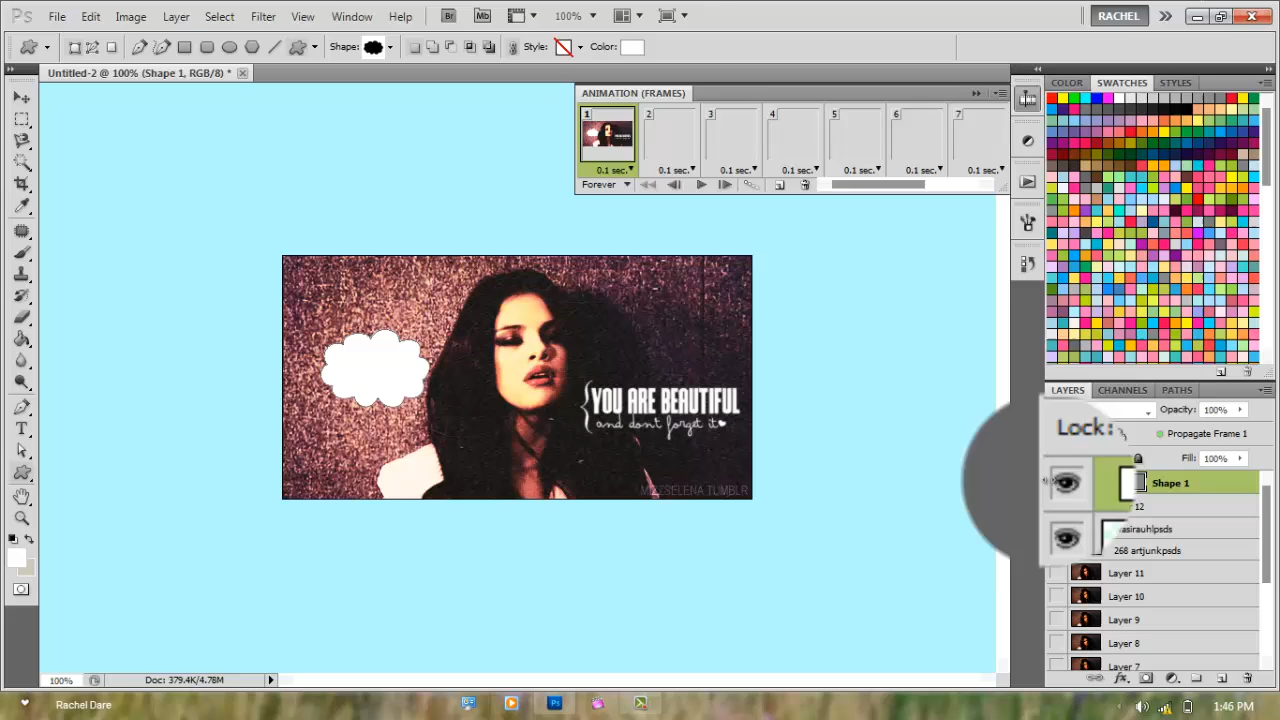 Ps File Edit Image Layer Select Filter View Window Help Br Mb 100% RACHEL
Shape: Style: Color:
Untitled-2 @ 100% (Shape 1, RGB/8) *
ANIMATION (FRAMES)
1 2 3 4 5 6 7
0.1 sec. 0.1 sec. 0.1 sec. 0.1 sec. 0.1 sec. 0.1 sec. 0.1 sec.
Forever
COLOR SWATCHES STYLES
YOU ARE BEAUTIFUL
and dont forget it
LAYERS CHANNELS PATHS
Opacity: 100%
Lock: Propagate Frame 1
Fill: 100%
Shape 1
12
268 artjunkpsds
Layer 11
Layer 10
Layer 9
Layer 8
Layer 7
100% Doc: 379.4K/4.78M
Rachel Dare Ps 1:46 PM